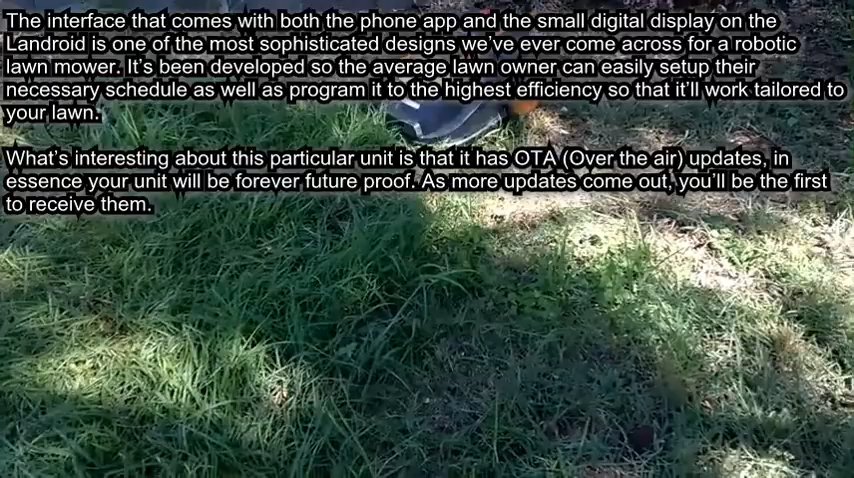 The interface that comes with both the phone app and the small digital display on the
Landroid is one of the most sophisticated designs we've ever come across for a robotic
lawn mower. It's been developed so the average lawn owner can easily setup their
necessary schedule as well as program it to the highest efficiency so that it'll work tailored to
your lawn.
What's interesting about this particular unit is that it has OTA (Over the air) updates, in
essence your unit will be forever future proof. As more updates come out, you'll be the first
to receive them.